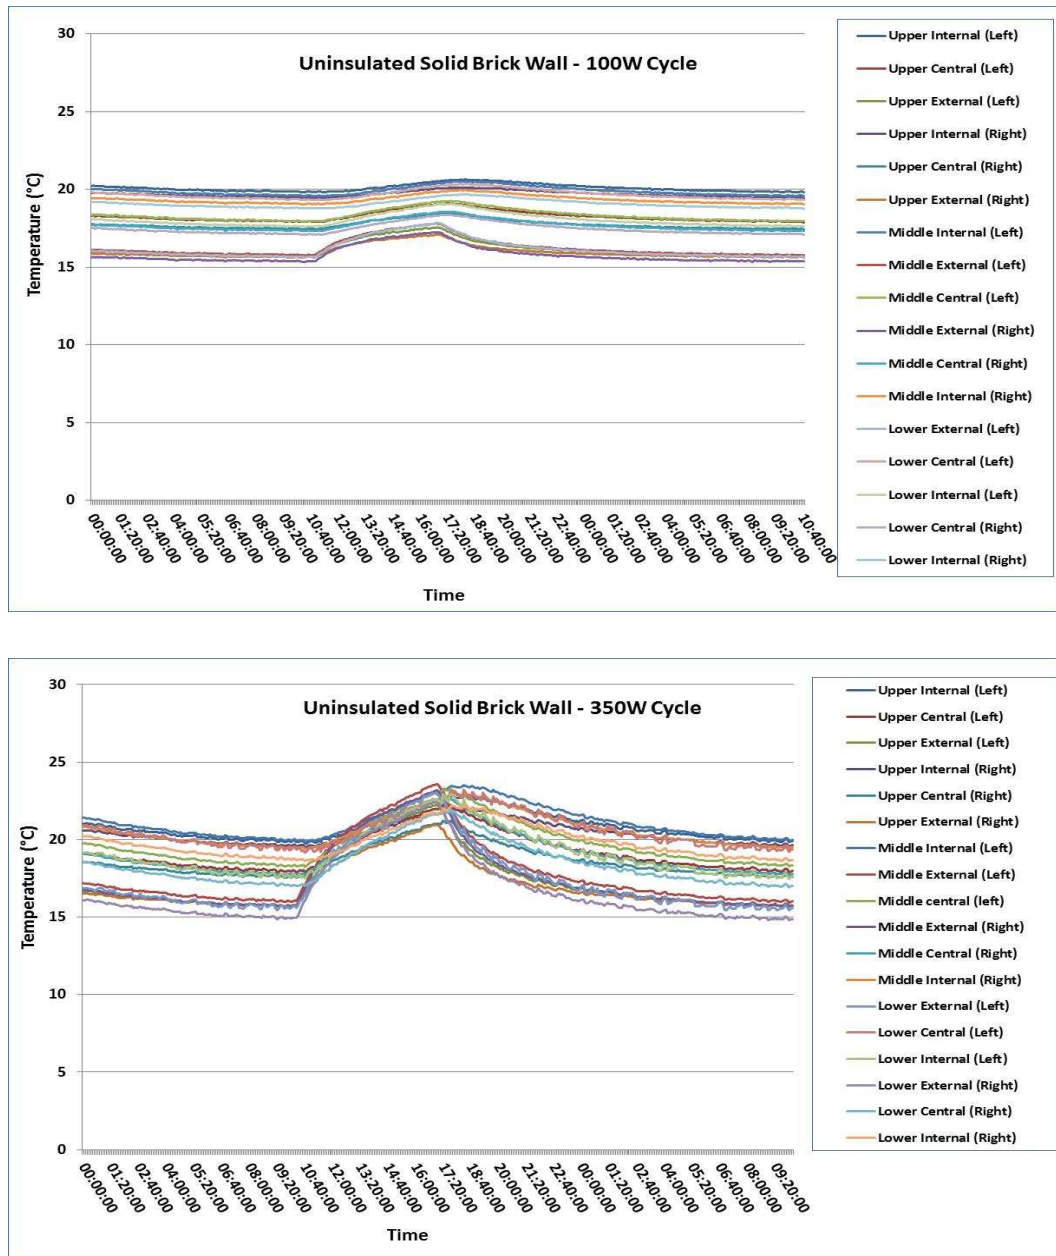 Uninsulated Solid Brick Wall - 100W Cycle
Temperature (°C)
30
25
20
15
10
5
0
00:00:00
01:20:00
02:40:00
04:00:00
05:20:00
06:40:00
08:00:00
09:20:00
10:40:00
12:00:00
13:20:00
14:40:00
16:00:00
17:20:00
18:40:00
20:00:00
21:20:00
22:40:00
00:00:00
01:20:00
02:40:00
04:00:00
05:20:00
06:40:00
08:00:00
09:20:00
10:40:00
Time
Upper Internal (Left)
Upper Central (Left)
Upper External (Left)
Upper Internal (Right)
Upper Central (Right)
Upper External (Right)
Middle Internal (Left)
Middle External (Left)
Middle Central (Left)
Middle External (Right)
Middle Central (Right)
Middle Internal (Right)
Lower External (Left)
Lower Central (Left)
Lower Internal (Left)
Lower Central (Right)
Lower Internal (Right)
Uninsulated Solid Brick Wall - 350W Cycle
Temperature (°C)
30
25
20
15
10
5
0
00:00:00
01:20:00
02:40:00
04:00:00
05:20:00
06:40:00
08:00:00
09:20:00
10:40:00
12:00:00
13:20:00
14:40:00
16:00:00
17:20:00
18:40:00
20:00:00
21:20:00
22:40:00
00:00:00
01:20:00
02:40:00
04:00:00
05:20:00
06:40:00
08:00:00
09:20:00
Time
Upper Internal (Left)
Upper Central (Left)
Upper External (Left)
Upper Internal (Right)
Upper Central (Right)
Upper External (Right)
Middle Internal (Left)
Middle External (Left)
Middle central (left)
Middle External (Right)
Middle Central (Right)
Middle Internal (Right)
Lower External (Left)
Lower Central (Left)
Lower Internal (Left)
Lower External (Right)
Lower Central (Right)
Lower Internal (Right)